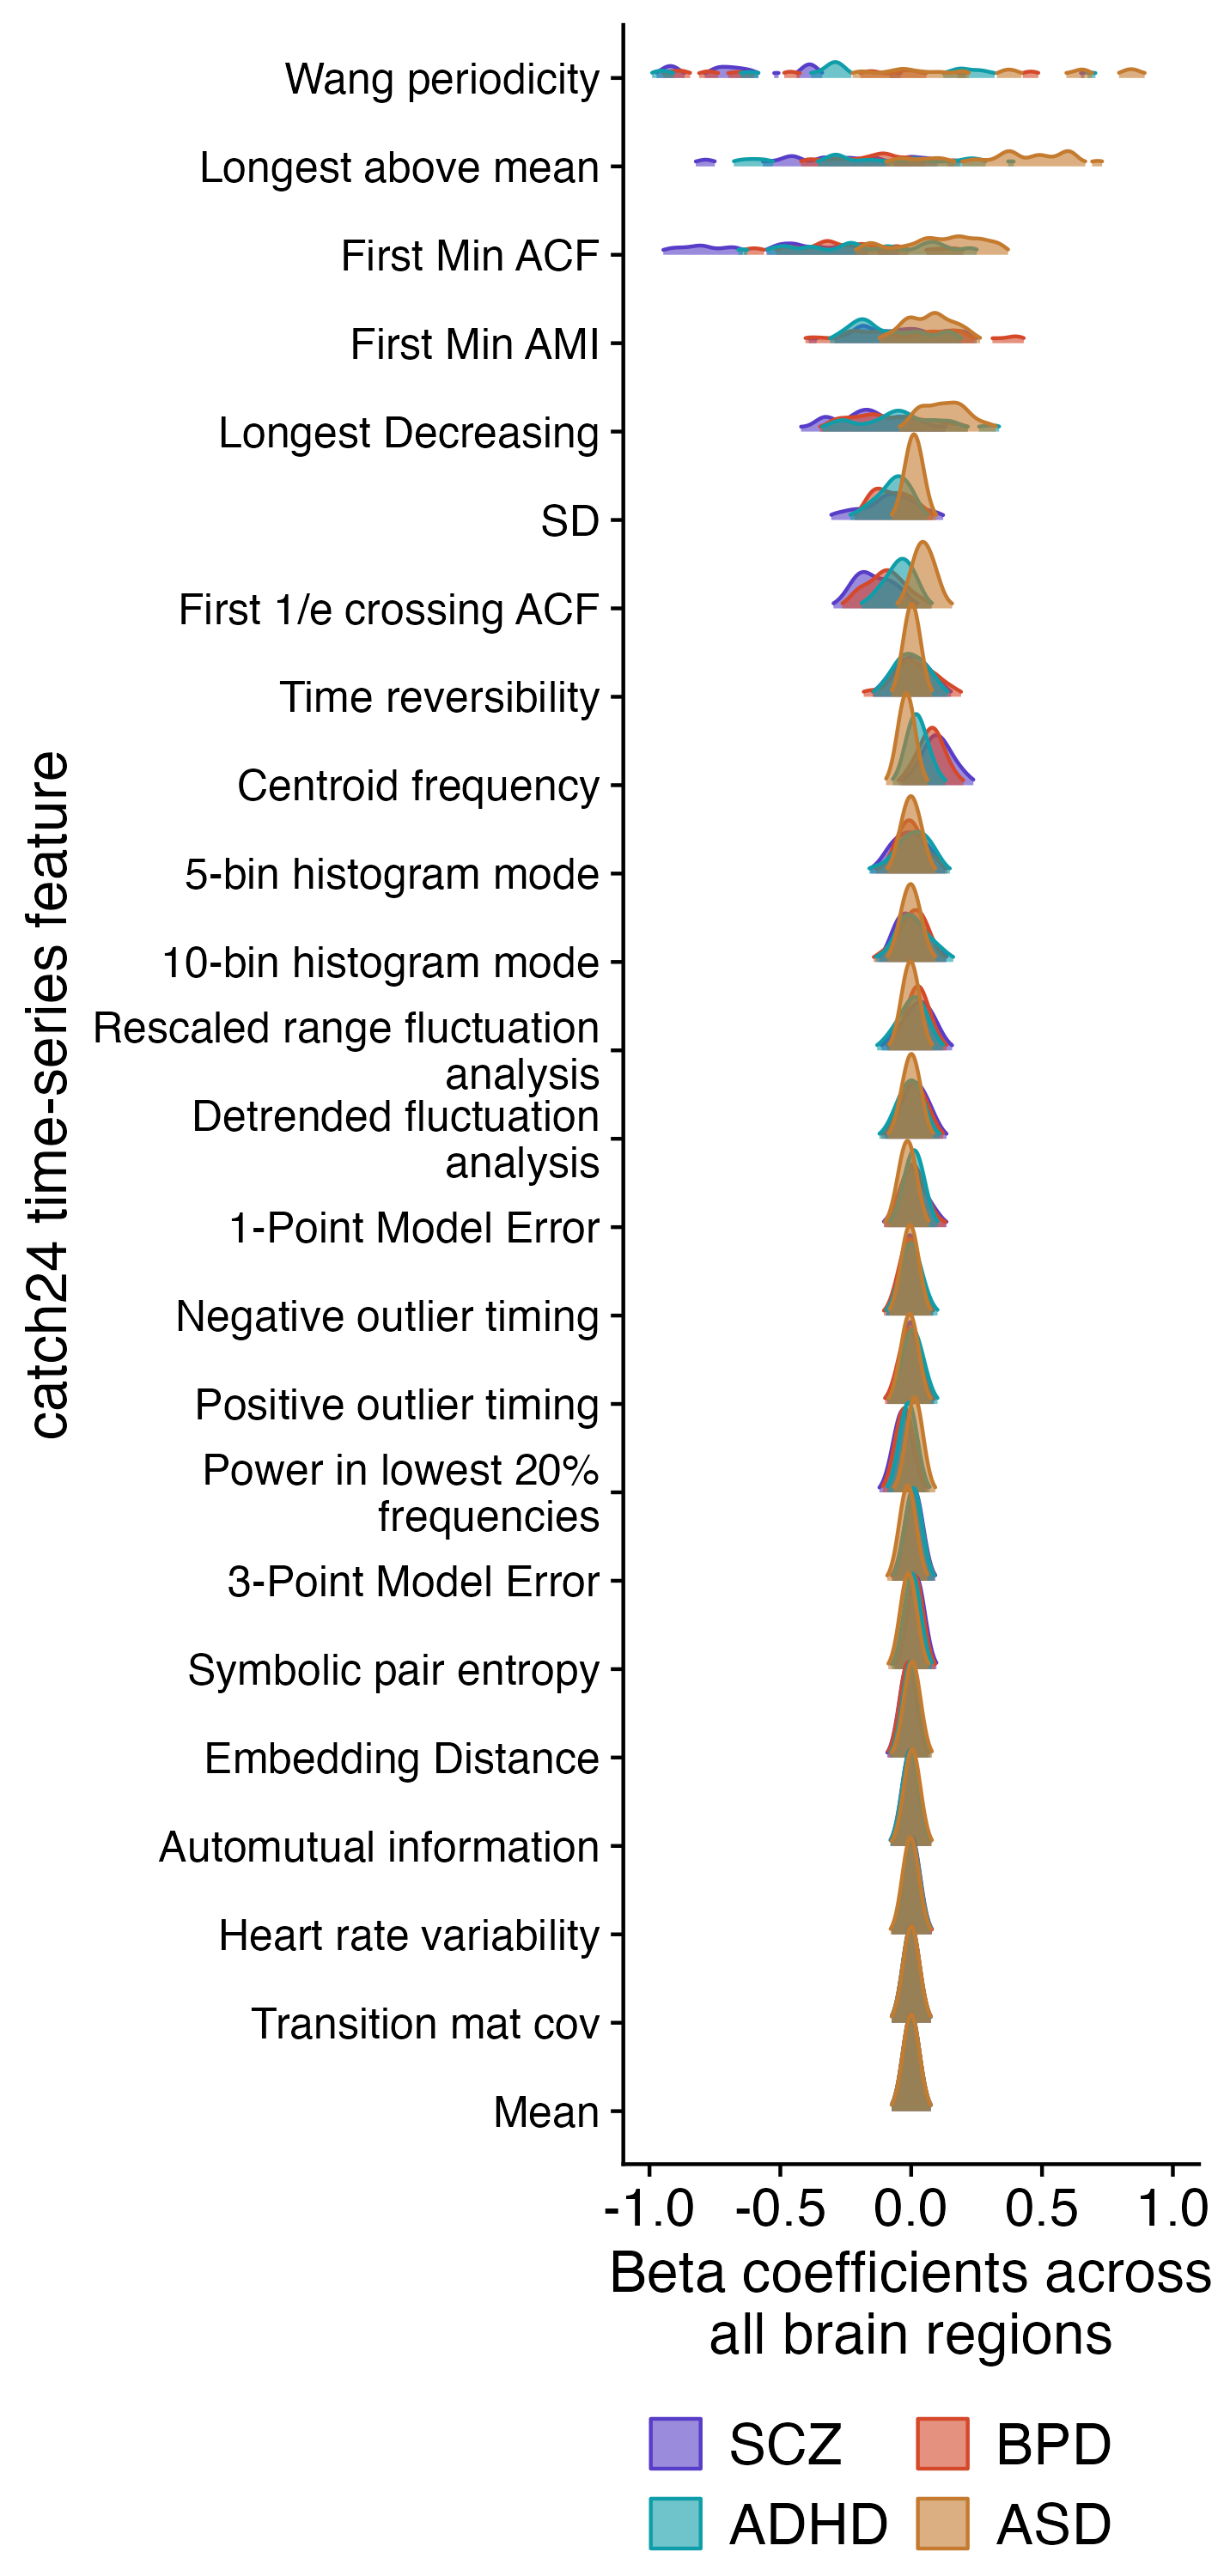 catch24 time-series feature
Wang periodicity
Longest above mean
First Min ACF
First Min AMI
Longest Decreasing
SD
First 1/e crossing ACF
Time reversibility
Centroid frequency
5-bin histogram mode
10-bin histogram mode
Rescaled range fluctuation
analysis
Detrended fluctuation
analysis
1-Point Model Error
Negative outlier timing
Positive outlier timing
Power in lowest 20%
frequencies
3-Point Model Error
Symbolic pair entropy
Embedding Distance
Automutual information
Heart rate variability
Transition mat cov
Mean
-1.0 -0.5 0.0 0.5 1.0
Beta coefficients across
all brain regions
SCZ BPD
ADHD ASD